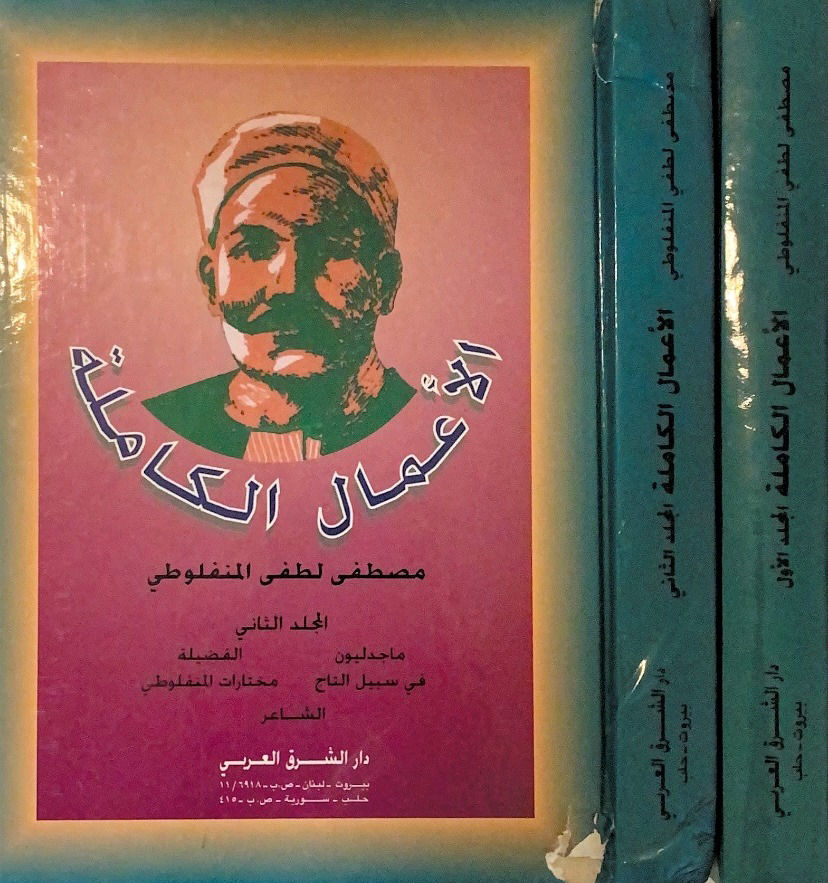 الأعمال الكاملة
مصطفى لطفى المنفلوطي
المجلد الثاني
ماجدليون الفضيلة
في سبيل التاج مختارات المنفلوطي
الشاعر
دار الشرق العربي
بيروت - لبنان - ص.ب - ١١/٦٩١٨
حلب - سورية - ص.ب - ٤١٥
مصطفى لطفي المنفلوطي الأعمال الكاملة المجلد الثاني دار الشرق العربي
بيروت - حلب
مصطفى لطفي المنفلوطي الأعمال الكاملة المجلد الأول دار الشرق العربي
بيروت - حلب